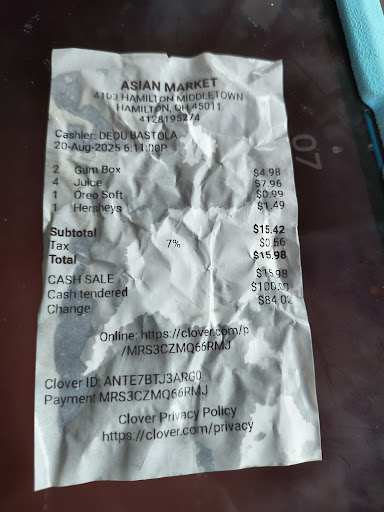 ASIAN MARKET
4103 HAMILTON MIDDLETOWN
HAMILTON, OH 45011
4128195274
Cashier: DEDU BASTOLA
20-Aug-2025 6:11:00P
2 Gum Box $4.98
4 Juice $7.96
1 Oreo Soft $0.99
1 Hersheys $1.49
Subtotal $15.42
Tax 7% $0.56
Total $15.98
CASH SALE $15.98
Cash tendered $100.00
Change $84.02
Online: https://clover.com/p
/MRS3CZMQ66RMJ
Clover ID: ANTE7BTJ3ARG0
Payment MRS3CZMQ66RMJ
Clover Privacy Policy
https://clover.com/privacy
07